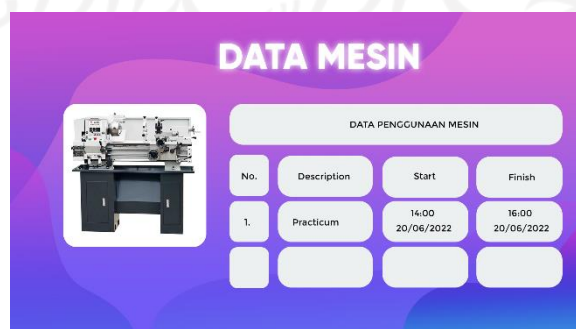 DATA MESIN
DATA PENGGUNAAN MESIN
No. Description Start Finish
1. Practicum 14:00 16:00
20/06/2022 20/06/2022